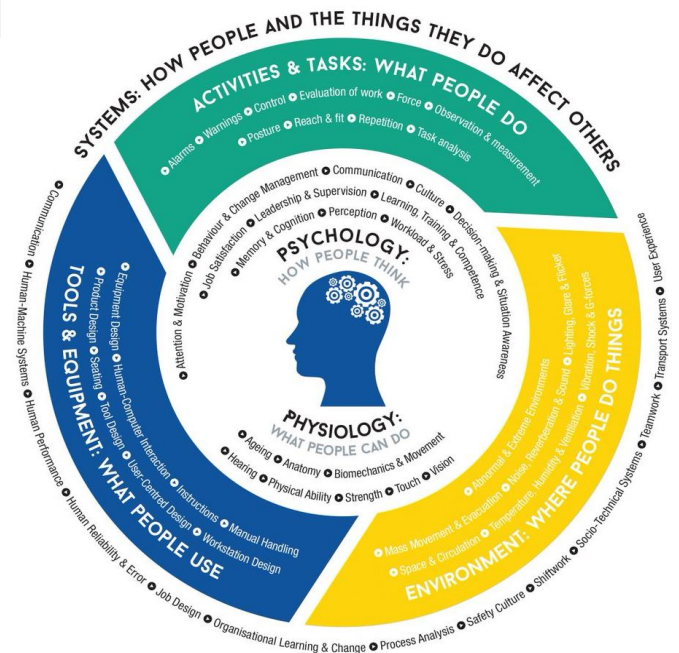 SYSTEMS: HOW PEOPLE AND THE THINGS THEY DO AFFECT OTHERS
ACTIVITIES & TASKS: WHAT PEOPLE DO
Alarms Warnings Control Evaluation of work Force Observation & measurement
Posture Reach & fit Repetition Task analysis
Attention & Motivation Behaviour & Change Management Communication Culture Decision-making & Situation Awareness
Job Satisfaction Leadership & Supervision Learning, Training & Competence
Memory & Cognition Perception Workload & Stress
PSYCHOLOGY:
HOW PEOPLE THINK
PHYSIOLOGY:
WHAT PEOPLE CAN DO
Ageing Anatomy Biomechanics & Movement
Hearing Physical Ability Strength Touch Vision
Equipment Design Human-Computer Interaction Instructions Manual Handling
Product Design Seating Tool Design User-Centred Design Workstation Design
TOOLS & EQUIPMENT: WHAT PEOPLE USE
Abnormal & Extreme Environments Lighting, Glare & Flicker
Mass Movement & Evacuation Noise, Reverberation & Sound
Space & Circulation Temperature, Humidity & Ventilation Vibration, Shock & G-forces
ENVIRONMENT: WHERE PEOPLE DO THINGS
Communication Human-Machine Systems Human Performance Human Reliability & Error Job Design Organisational Learning & Change Process Analysis Safety Culture Shiftwork Socio-Technical Systems Teamwork Transport Systems User Experience